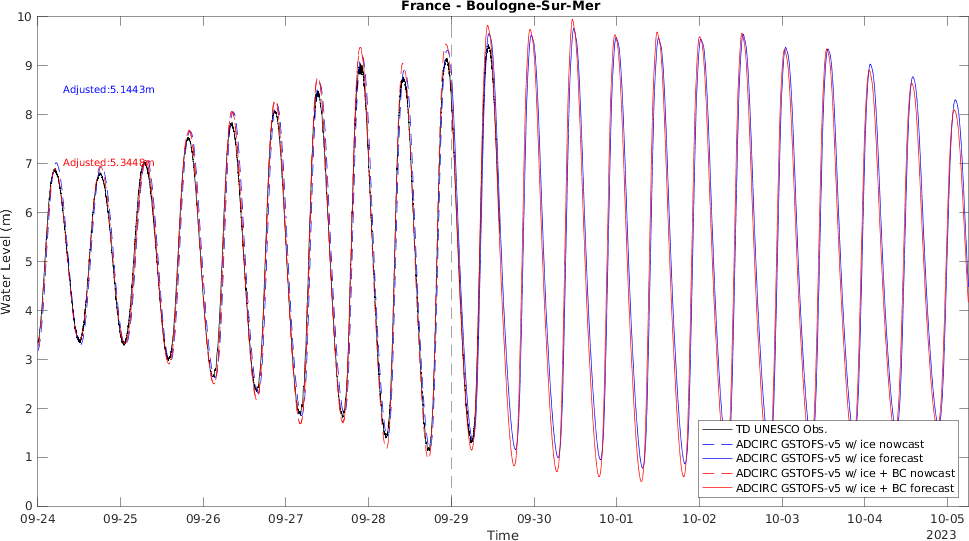 France - Boulogne-Sur-Mer
10
9
8
7
6
5
4
3
2
1
0
Water Level (m)
Adjusted:5.1443m
TD UNESCO Obs.
ADCIRC GSTOFS-v5 w/ ice nowcast
ADCIRC GSTOFS-v5 w/ ice forecast
ADCIRC GSTOFS-v5 w/ ice + BC nowcast
ADCIRC GSTOFS-v5 w/ ice + BC forecast
09-24 09-25 09-26 09-27 09-28 09-29 09-30 10-01 10-02 10-03 10-04 10-05
Time
2023